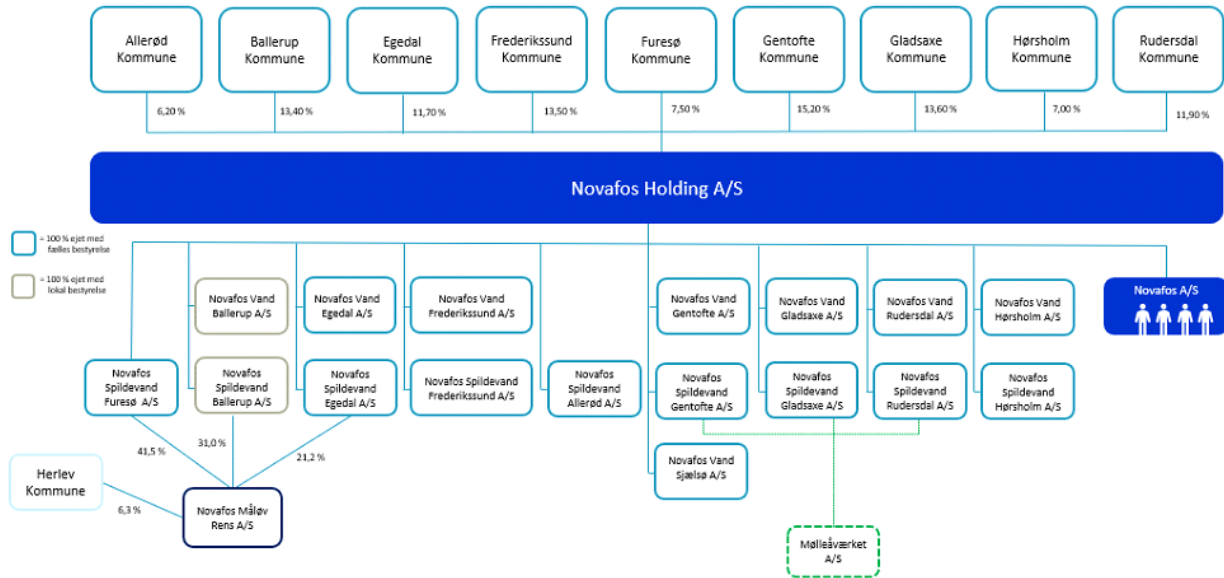 Allerød
Kommune
Ballerup
Kommune
Egedal
Kommune
Frederikssund
Kommune
Furesø
Kommune
Gentofte
Kommune
Gladsaxe
Kommune
Hørsholm
Kommune
Rudersdal
Kommune
6,20 %
13,40 %
11,70 %
13,50 %
7,50 %
15,20 %
13,60 %
7,00 %
11,90 %
Novafos Holding A/S
= 100 % ejet med
fælles bestyrelse
= 100 % ejet med
lokal bestyrelse
Novafos Vand
Ballerup A/S
Novafos Vand
Egedal A/S
Novafos Vand
Frederikssund A/S
Novafos Vand
Gentofte A/S
Novafos Vand
Gladsaxe A/S
Novafos Vand
Rudersdal A/S
Novafos Vand
Hørsholm A/S
Novafos A/S
Novafos
Spildevand
Furesø A/S
Novafos
Spildevand
Ballerup A/S
Novafos
Spildevand
Egedal A/S
Novafos Spildevand
Frederikssund A/S
Novafos
Spildevand
Allerød A/S
Novafos
Spildevand
Gentofte A/S
Novafos
Spildevand
Gladsaxe A/S
Novafos
Spildevand
Rudersdal A/S
Novafos
Spildevand
Hørsholm A/S
41,5 %
31,0 %
21,2 %
Novafos Vand
Sjælsø A/S
Herlev
Kommune
6,3 %
Novafos Måløv
Rens A/S
Mølleåværket
A/S